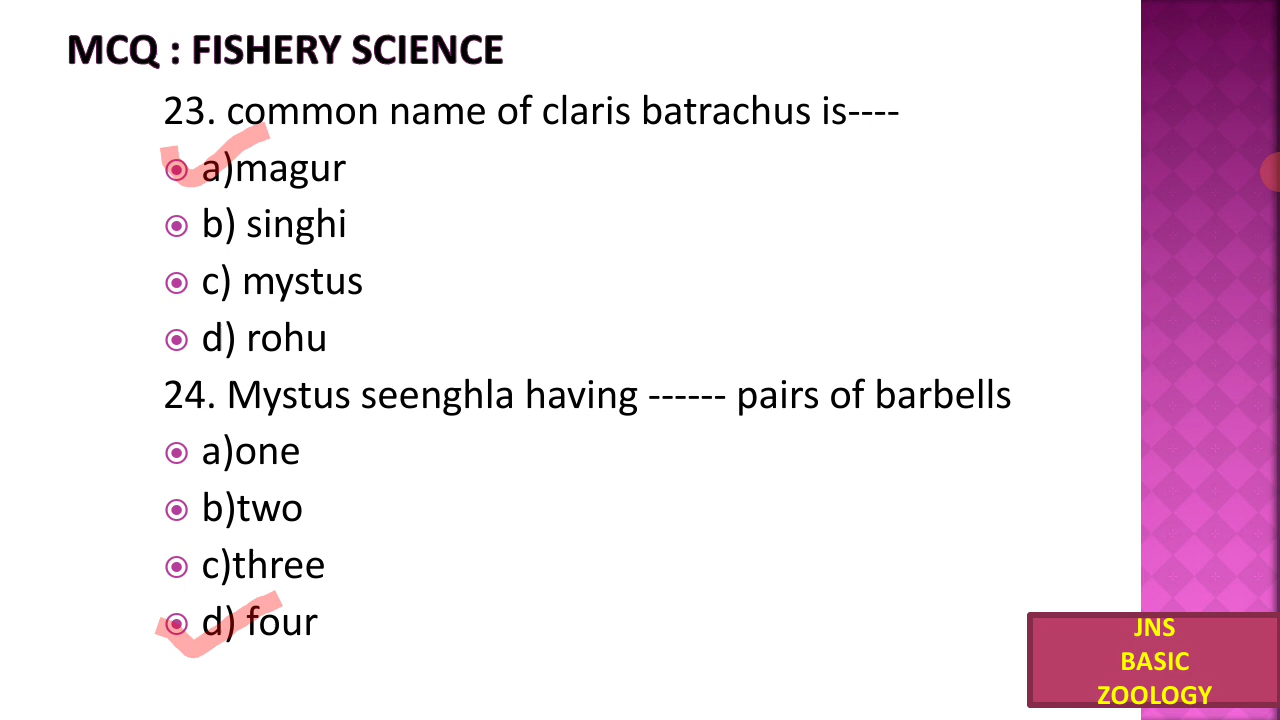 MCQ : FISHERY SCIENCE
23. common name of claris batrachus is----
a)magur
b) singhi
c) mystus
d) rohu
24. Mystus seenghla having ------ pairs of barbells
a)one
b)two
c)three
d) four
JNS
BASIC
ZOOLOGY